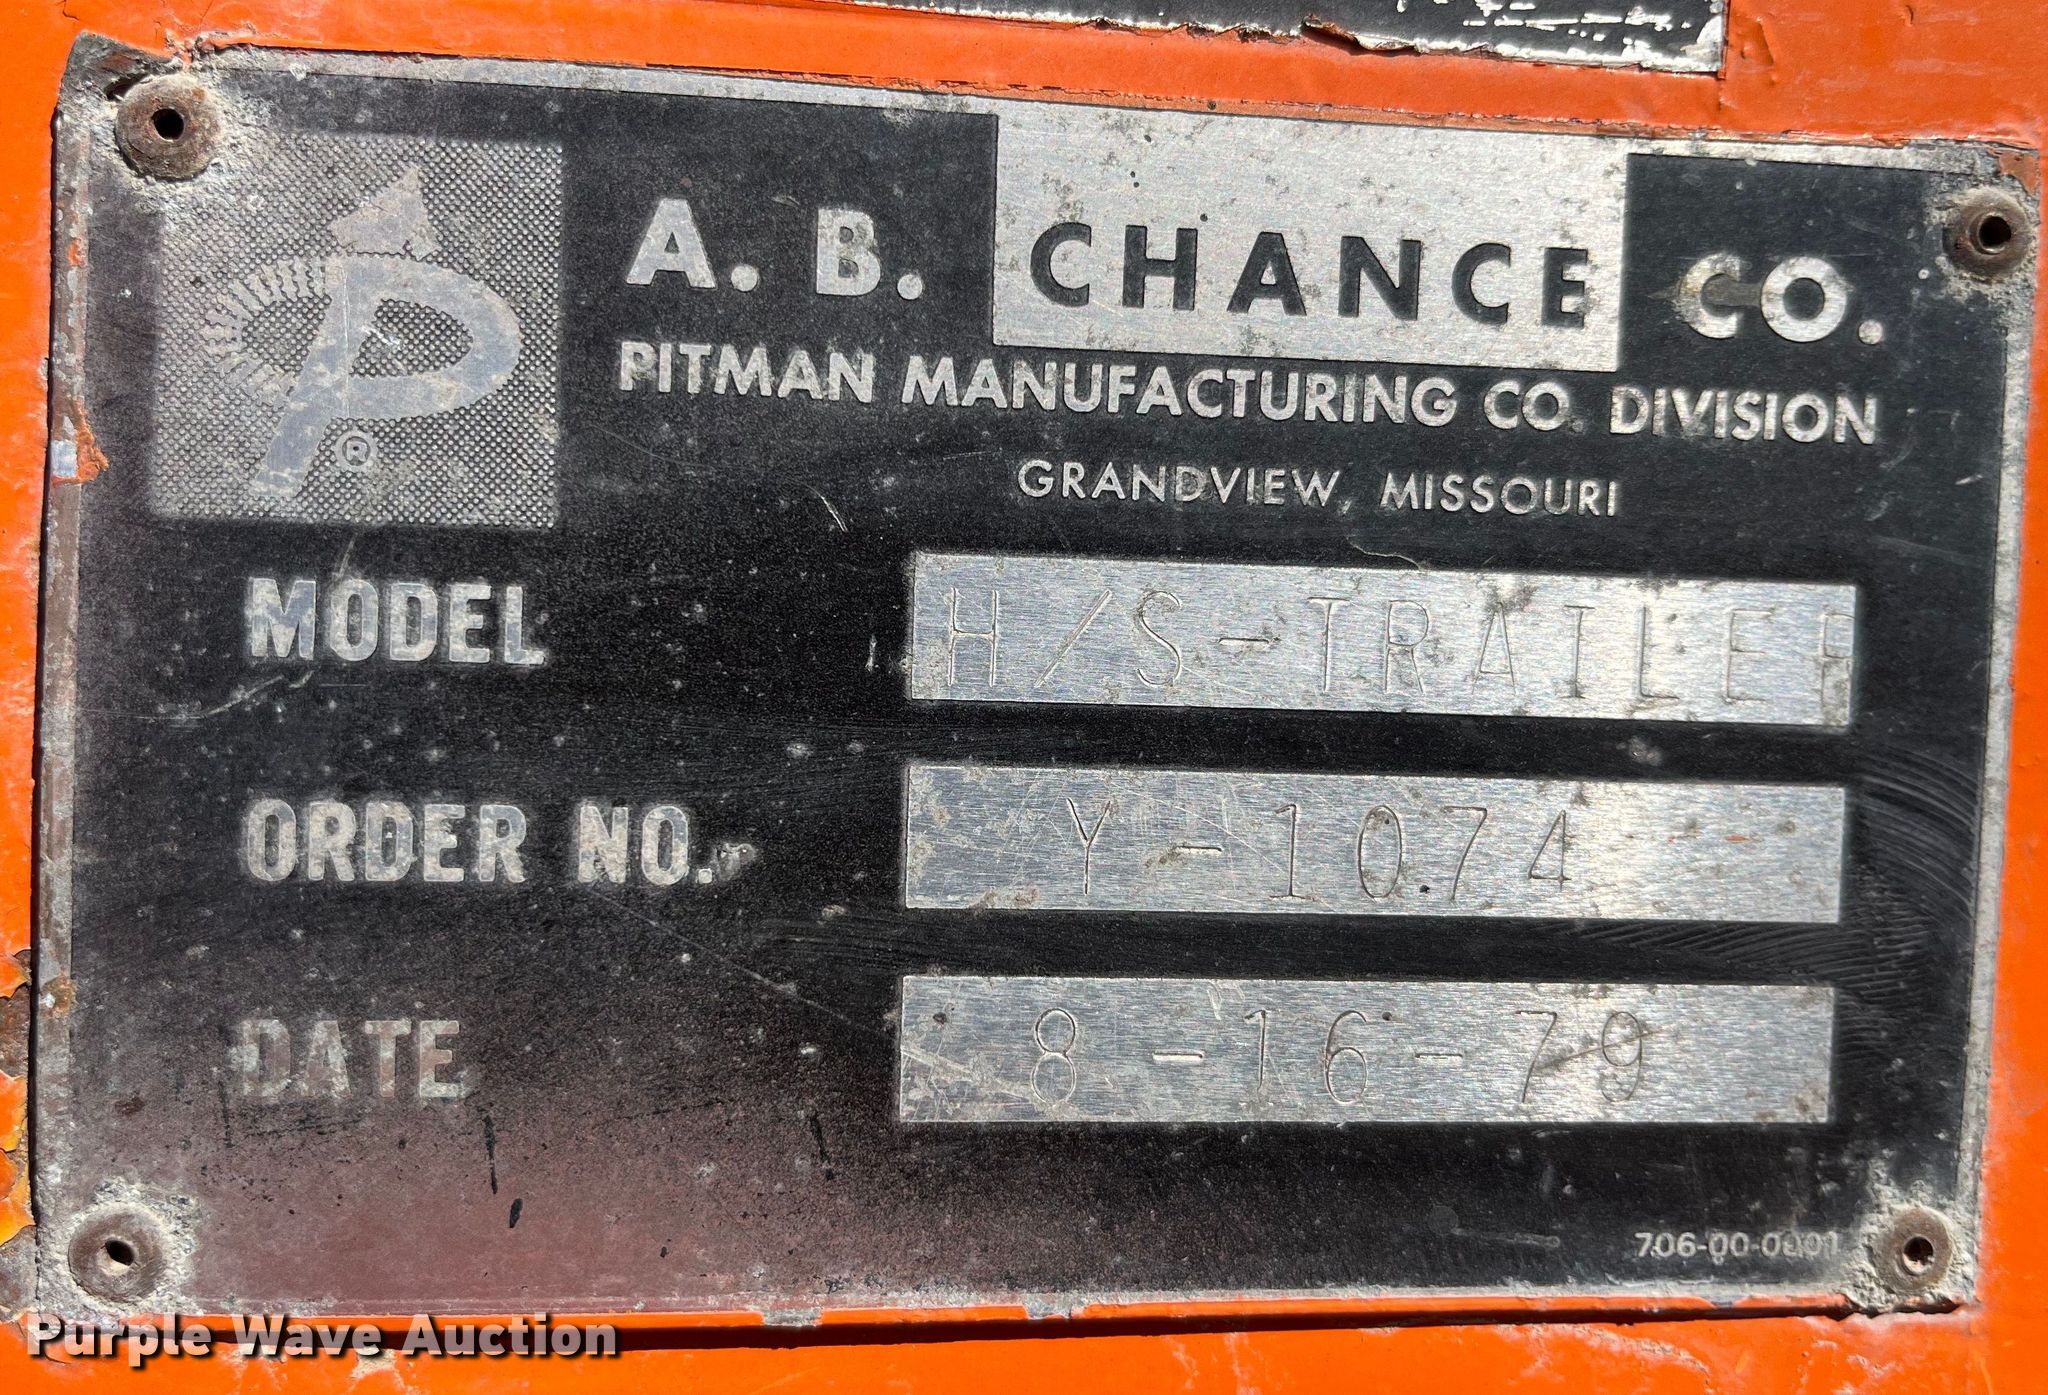 A. B. CHANCE CO.
PITMAN MANUFACTURING CO. DIVISION
GRANDVIEW, MISSOURI
P
®
MODEL H/S-TRAILER
ORDER NO. Y-1074
DATE 8-16-79
706-00-0001
Purple Wave Auction